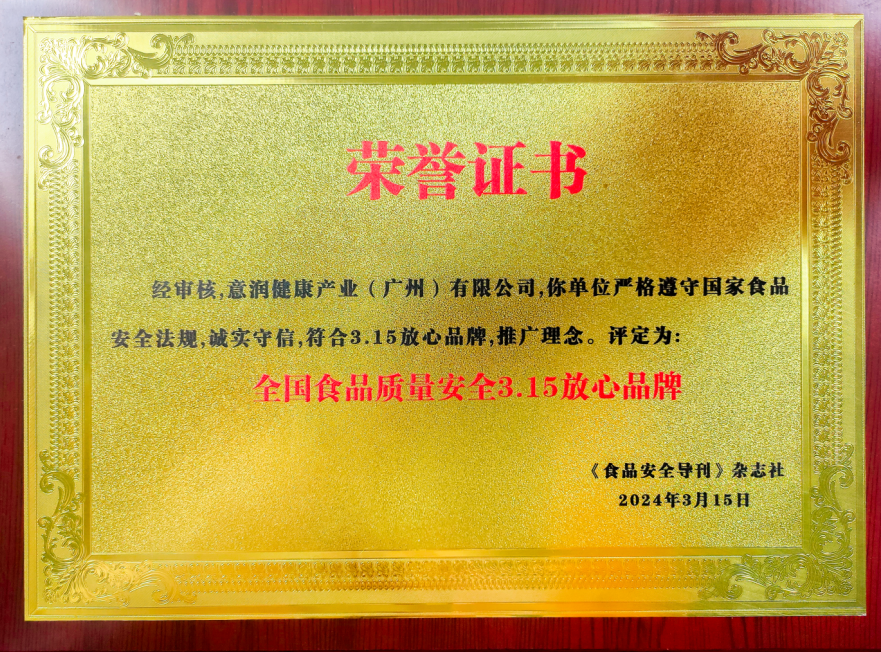 荣誉证书
经审核,意润健康产业（广州）有限公司,你单位严格遵守国家食品
安全法规,诚实守信,符合3.15放心品牌,推广理念。评定为:
全国食品质量安全3.15放心品牌
《食品安全导刊》杂志社
2024年3月15日